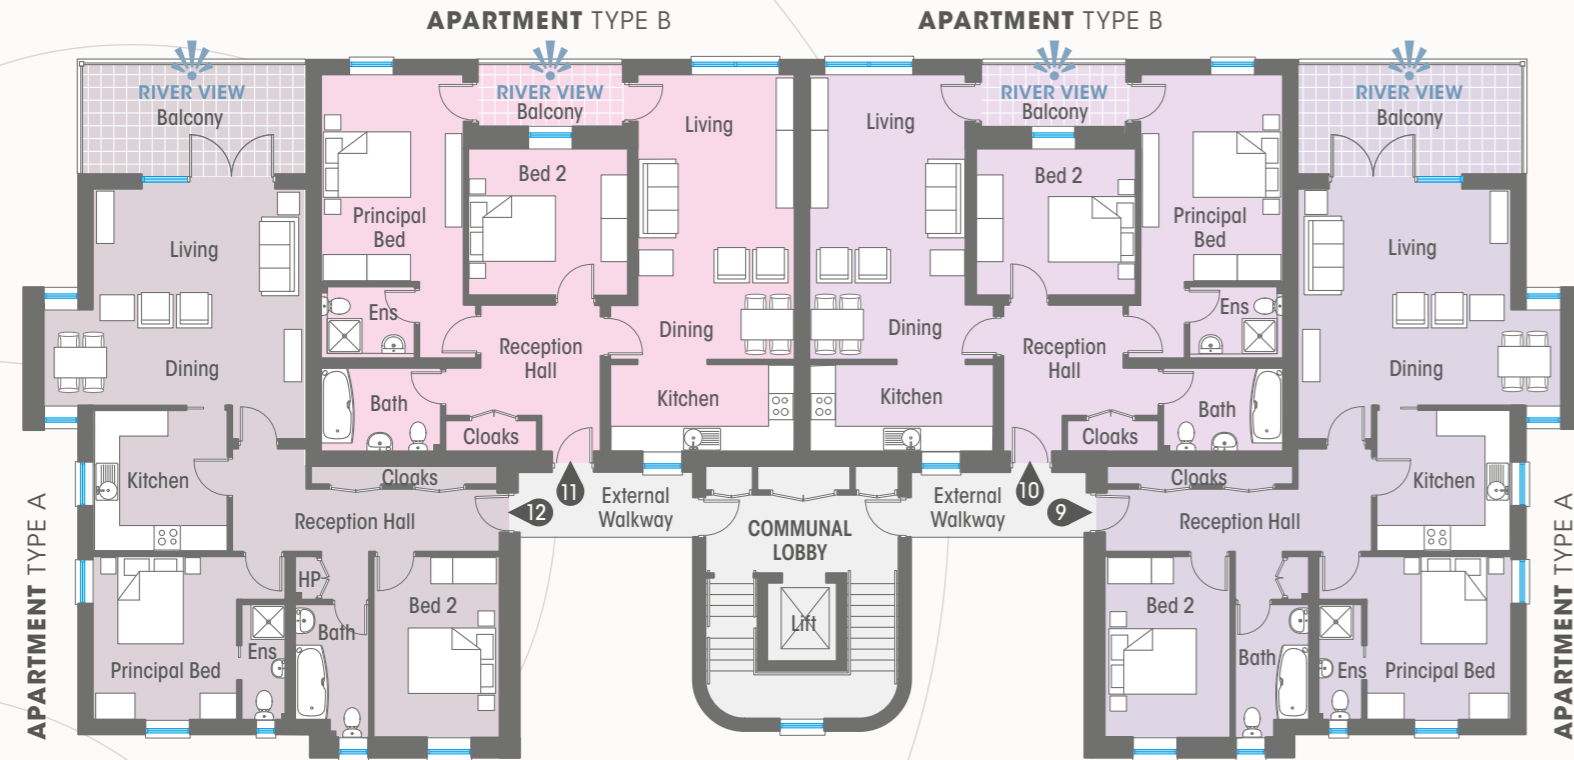 APARTMENT TYPE B
APARTMENT TYPE B
RIVER VIEW
Balcony
RIVER VIEW
Balcony
RIVER VIEW
Balcony
RIVER VIEW
Balcony
Living
Dining
Kitchen
Cloaks
Reception Hall
HP
Bath
Bed 2
Principal Bed
Ens
APARTMENT TYPE A
Principal
Bed
Bed 2
Living
Ens
Reception
Hall
Dining
Bath
Cloaks
Kitchen
12
11
External
Walkway
COMMUNAL
LOBBY
Lift
External
Walkway
10
9
Living
Bed 2
Principal
Bed
Dining
Reception
Hall
Ens
Kitchen
Cloaks
Bath
Living
Dining
Cloaks
Kitchen
Reception Hall
Bed 2
Bath
Ens
Principal Bed
APARTMENT TYPE A